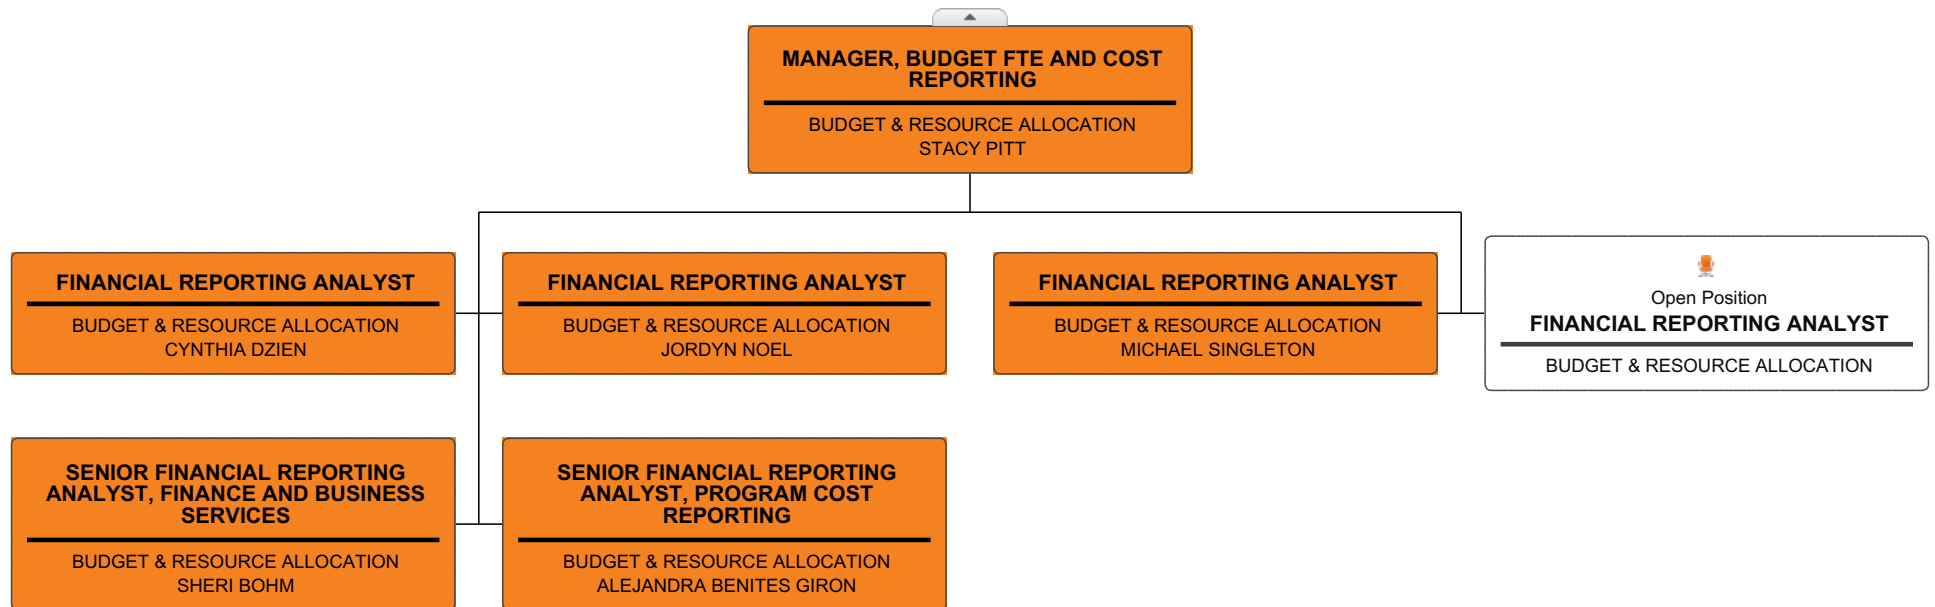 MANAGER, BUDGET FTE AND COST
REPORTING
BUDGET & RESOURCE ALLOCATION
STACY PITT
FINANCIAL REPORTING ANALYST
BUDGET & RESOURCE ALLOCATION
CYNTHIA DZIEN
FINANCIAL REPORTING ANALYST
BUDGET & RESOURCE ALLOCATION
JORDYN NOEL
FINANCIAL REPORTING ANALYST
BUDGET & RESOURCE ALLOCATION
MICHAEL SINGLETON
Open Position
FINANCIAL REPORTING ANALYST
BUDGET & RESOURCE ALLOCATION
SENIOR FINANCIAL REPORTING
ANALYST, FINANCE AND BUSINESS
SERVICES
BUDGET & RESOURCE ALLOCATION
SHERI BOHM
SENIOR FINANCIAL REPORTING
ANALYST, PROGRAM COST
REPORTING
BUDGET & RESOURCE ALLOCATION
ALEJANDRA BENITES GIRON